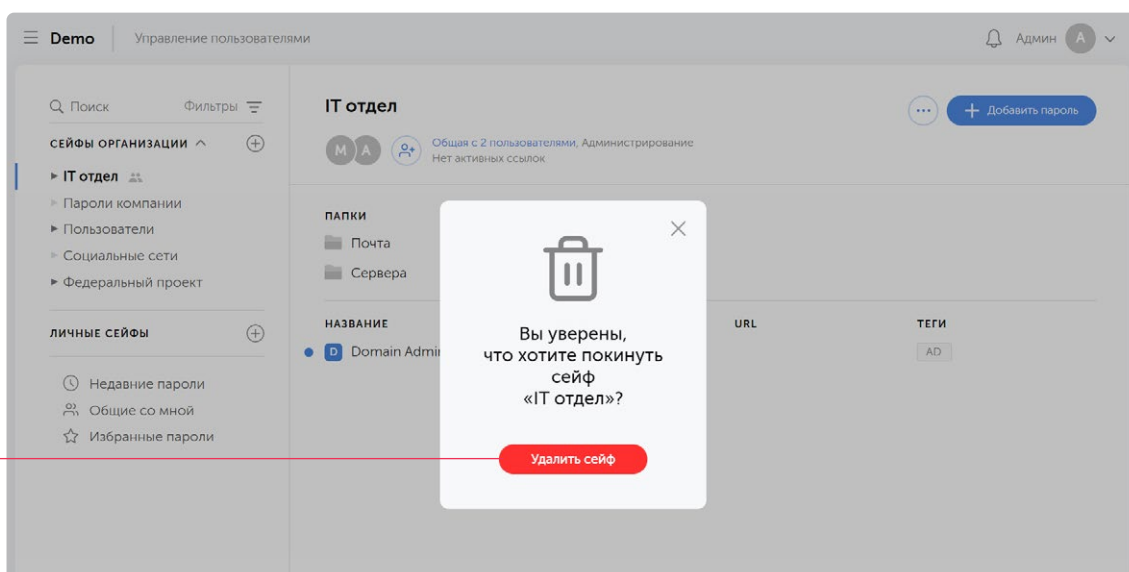 Demo
Управление пользователями
Админ
А
Поиск
Фильтры
СЕЙФЫ ОРГАНИЗАЦИИ
IT отдел
Пароли компании
Пользователи
Социальные сети
Федеральный проект
ЛИЧНЫЕ СЕЙФЫ
Недавние пароли
Общие со мной
Избранные пароли
IT отдел
Добавить пароль
М А
Общая с 2 пользователями, Администрирование
Нет активных ссылок
ПАПКИ
Почта
Сервера
НАЗВАНИЕ
URL
ТЕГИ
D
Domain Admi
AD
Вы уверены,
что хотите покинуть
сейф
«IT отдел»?
Удалить сейф